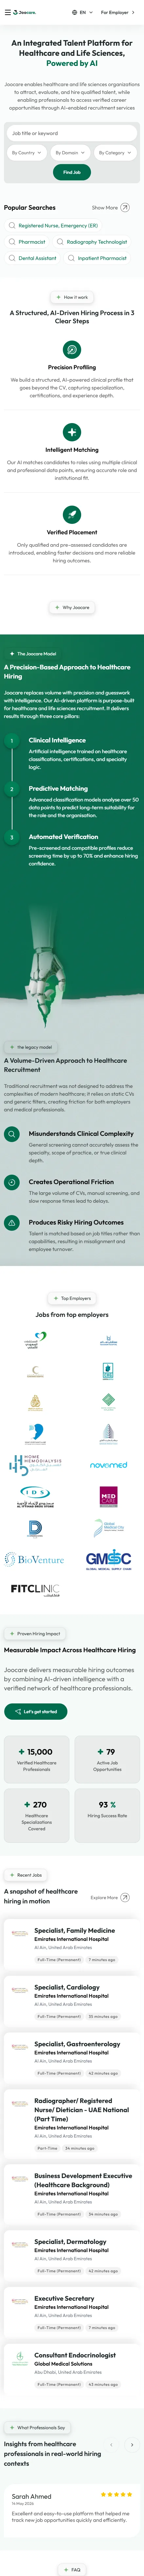 Joacare.
EN
For Employer
An Integrated Talent Platform for
Healthcare and Life Sciences,
Powered by AI
Joacare enables healthcare and life sciences organizations
to attract, evaluate, and hire qualified talent, while
enabling professionals to access verified career
opportunities through AI-enabled recruitment services
Job title or keyword
By Country
By Domain
By Category
Find Job
Popular Searches
Show More
Registered Nurse, Emergency (ER)
Pharmacist
Radiography Technologist
Dental Assistant
Inpatient Pharmacist
How it work
A Structured, AI-Driven Hiring Process in 3
Clear Steps
Precision Profiling
We build a structured, AI-powered clinical profile that
goes beyond the CV, capturing specialization,
certifications, and experience depth.
Intelligent Matching
Our AI matches candidates to roles using multiple clinical
and professional data points, ensuring accurate role and
institutional fit.
Verified Placement
Only qualified and pre-assessed candidates are
introduced, enabling faster decisions and more reliable
hiring outcomes.
Why Joacare
The Joacare Model
A Precision-Based Approach to Healthcare
Hiring
Joacare replaces volume with precision and guesswork
with intelligence. Our AI-driven platform is purpose-built
for healthcare and life sciences recruitment. It delivers
results through three core pillars:
1
Clinical Intelligence
Artificial intelligence trained on healthcare
classifications, certifications, and specialty
logic.
2
Predictive Matching
Advanced classification models analyse over 50
data points to predict long-term suitability for
the role and the organisation.
3
Automated Verification
Pre-screened and compatible profiles reduce
screening time by up to 70% and enhance hiring
confidence.
the legacy model
A Volume-Driven Approach to Healthcare
Recruitment
Traditional recruitment was not designed to manage the
complexity of modern healthcare. It relies on static CVs
and generic filters, creating friction for both employers
and medical professionals.
Misunderstands Clinical Complexity
General screening cannot accurately assess the
specialty, scope of practice, or true clinical
depth.
Creates Operational Friction
The large volume of CVs, manual screening, and
slow response times lead to delays.
Produces Risky Hiring Outcomes
Talent is matched based on job titles rather than
capabilities, resulting in misalignment and
employee turnover.
Top Employers
Jobs from top employers
HOME HEMODIALYSIS
novomed
MED CARE
BioVenture
GMSC
GLOBAL MEDICAL SUPPLY CHAIN
FITCLINIC
Proven Hiring Impact
Measurable Impact Across Healthcare Hiring
Joacare delivers measurable hiring outcomes
by combining AI-driven intelligence with a
verified network of healthcare professionals.
Let's get started
+ 15,000
Verified Healthcare
Professionals
+ 79
Active Job
Opportunities
+ 270
Healthcare
Specializations
Covered
93 %
Hiring Success Rate
Recent Jobs
A snapshot of healthcare
hiring in motion
Explore More
Specialist, Family Medicine
Emirates International Hospital
Al Ain, United Arab Emirates
Full-Time (Permanent)
7 minutes ago
Specialist, Cardiology
Emirates International Hospital
Al Ain, United Arab Emirates
Full-Time (Permanent)
35 minutes ago
Specialist, Gastroenterology
Emirates International Hospital
Al Ain, United Arab Emirates
Full-Time (Permanent)
42 minutes ago
Radiographer/ Registered
Nurse/ Dietician - UAE National
(Part Time)
Emirates International Hospital
Al Ain, United Arab Emirates
Part-Time
34 minutes ago
Business Development Executive
(Healthcare Background)
Emirates International Hospital
Al Ain, United Arab Emirates
Full-Time (Permanent)
34 minutes ago
Specialist, Dermatology
Emirates International Hospital
Al Ain, United Arab Emirates
Full-Time (Permanent)
42 minutes ago
Executive Secretary
Emirates International Hospital
Al Ain, United Arab Emirates
Full-Time (Permanent)
7 minutes ago
Consultant Endocrinologist
Global Medical Solutions
Abu Dhabi, United Arab Emirates
Full-Time (Permanent)
43 minutes ago
What Professionals Say
Insights from healthcare
professionals in real-world hiring
contexts
Sarah Ahmed
14 May 2024
Excellent and easy-to-use platform that helped me
track new job opportunities quickly and efficiently.
FAQ